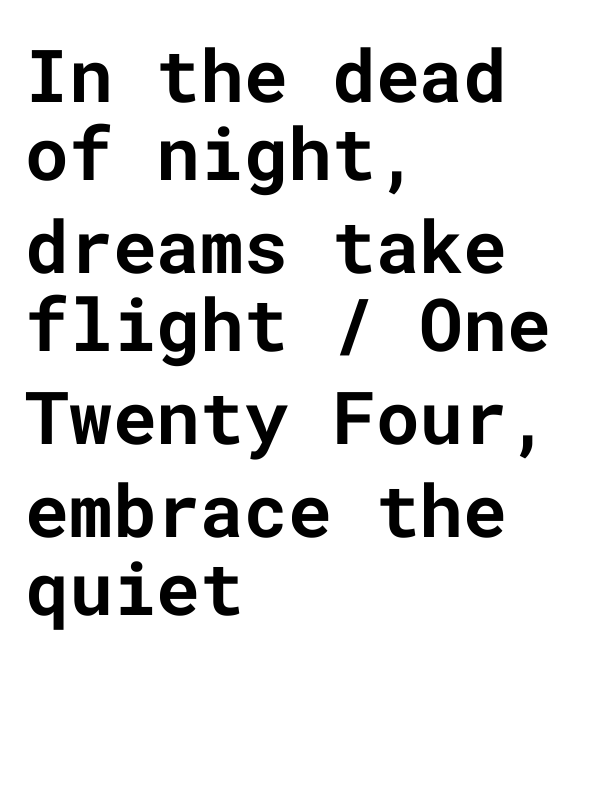 In the dead
of night,
dreams take
flight / One
Twenty Four,
embrace the
quiet